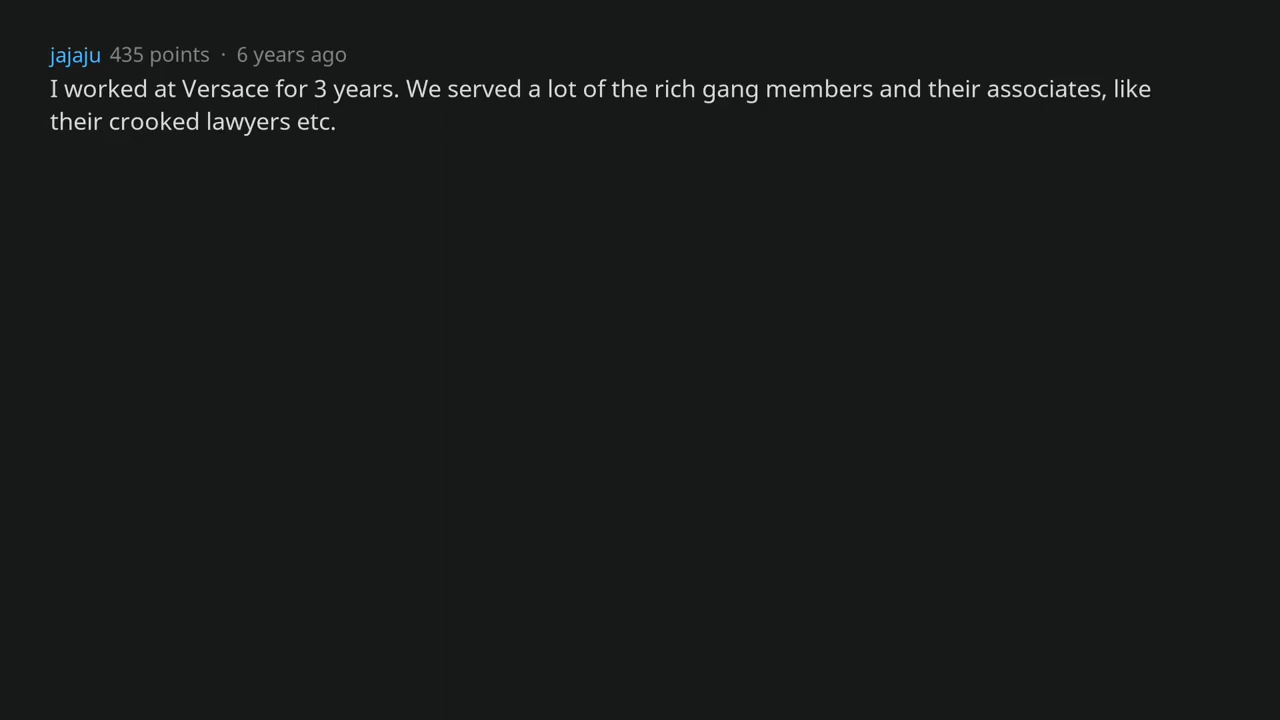 jajaju 435 points · 6 years ago
I worked at Versace for 3 years. We served a lot of the rich gang members and their associates, like
their crooked lawyers etc.